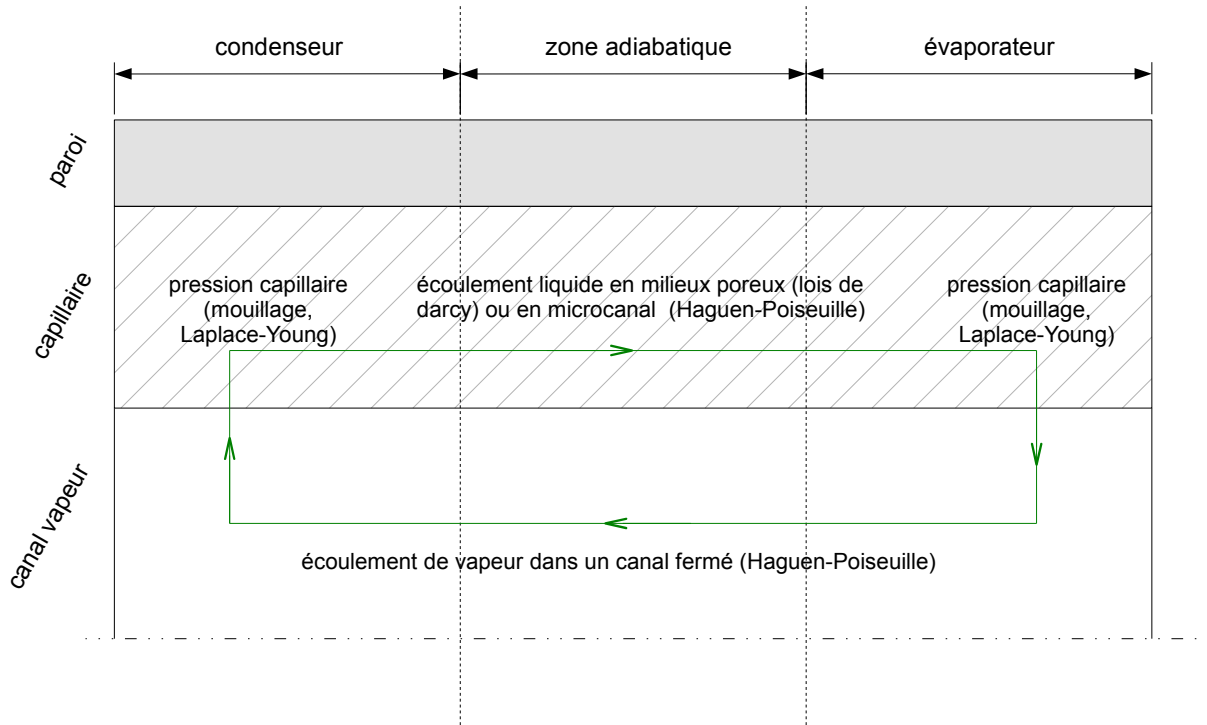 condenseur
zone adiabatique
évaporateur
paroi
capillaire
pression capillaire
(mouillage,
Laplace-Young)
écoulement liquide en milieux poreux (lois de
darcy) ou en microcanal (Haguen-Poiseuille)
pression capillaire
(mouillage,
Laplace-Young)
canal vapeur
écoulement de vapeur dans un canal fermé (Haguen-Poiseuille)